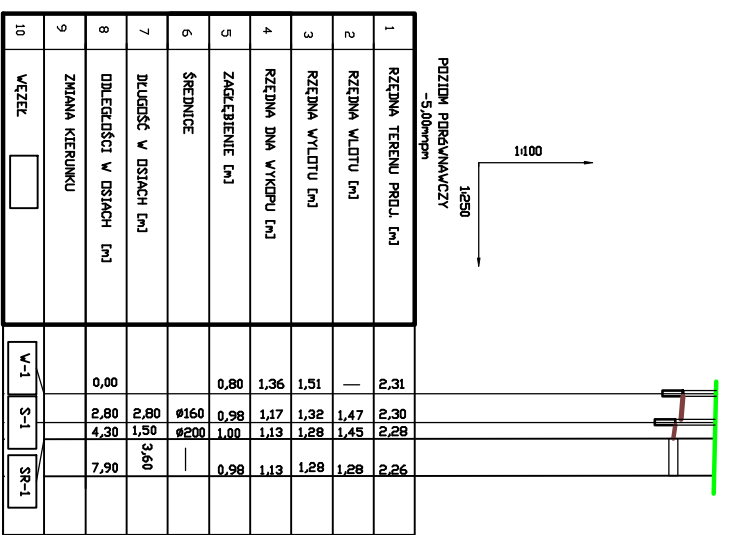 1:100
1:250
POZIOM PORÓWNAWCZY
-5,00mnpm
1 RZĘDNA TERENU PROJ. [m] 2,31 2,30 2,28 2,26
2 RZĘDNA WLOTU [m] — 1,47 1,45 1,28
3 RZĘDNA WYLOTU [m] 1,51 1,32 1,28 1,28
4 RZĘDNA DNA WYKOPU [m] 1,36 1,17 1,13 1,13
5 ZAGŁĘBIENIE [m] 0,80 0,98 1,00 0,98
6 ŚREDNICE ø160 ø200 —
7 DŁUGOŚĆ W OSIACH [m] 2,80 1,50 3,60
8 ODLEGŁOŚCI W OSIACH [m] 0,00 2,80 4,30 7,90
9 ZMIANA KIERUNKU
10 WĘZEŁ W-1 S-1 SR-1